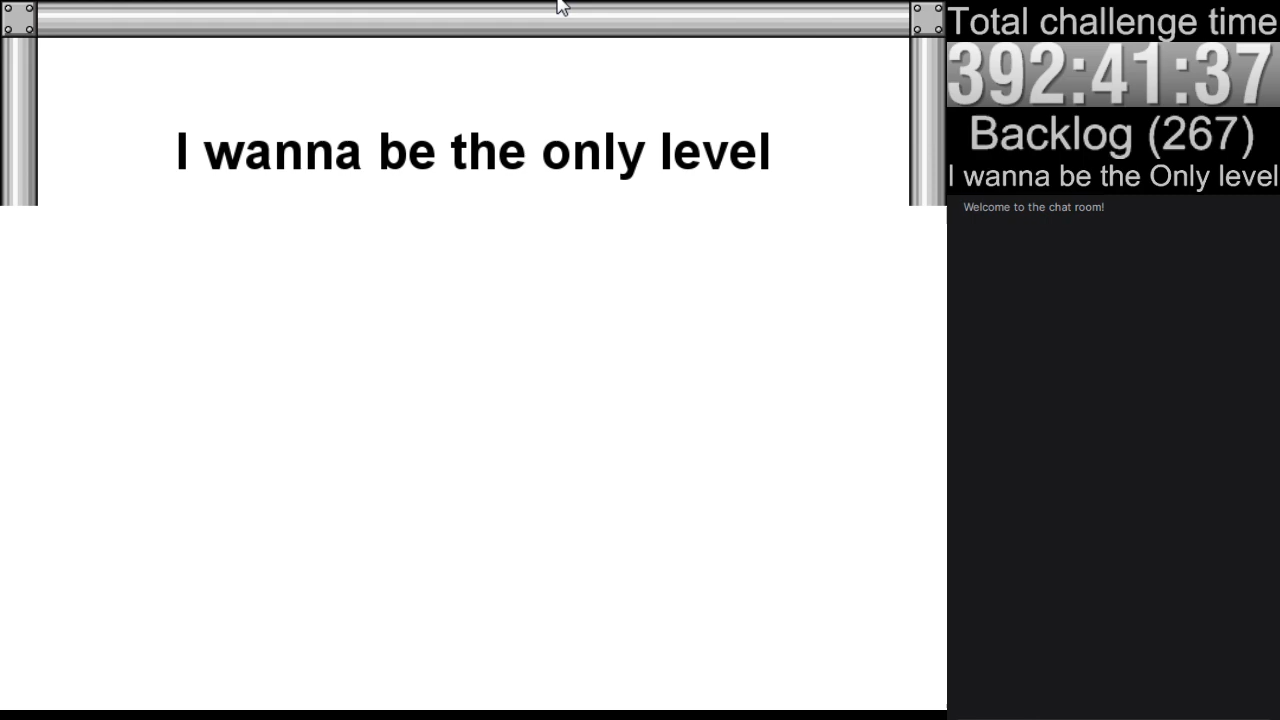 I wanna be the only level
Total challenge time
392:41:37
Backlog (267)
I wanna be the Only level
Welcome to the chat room!